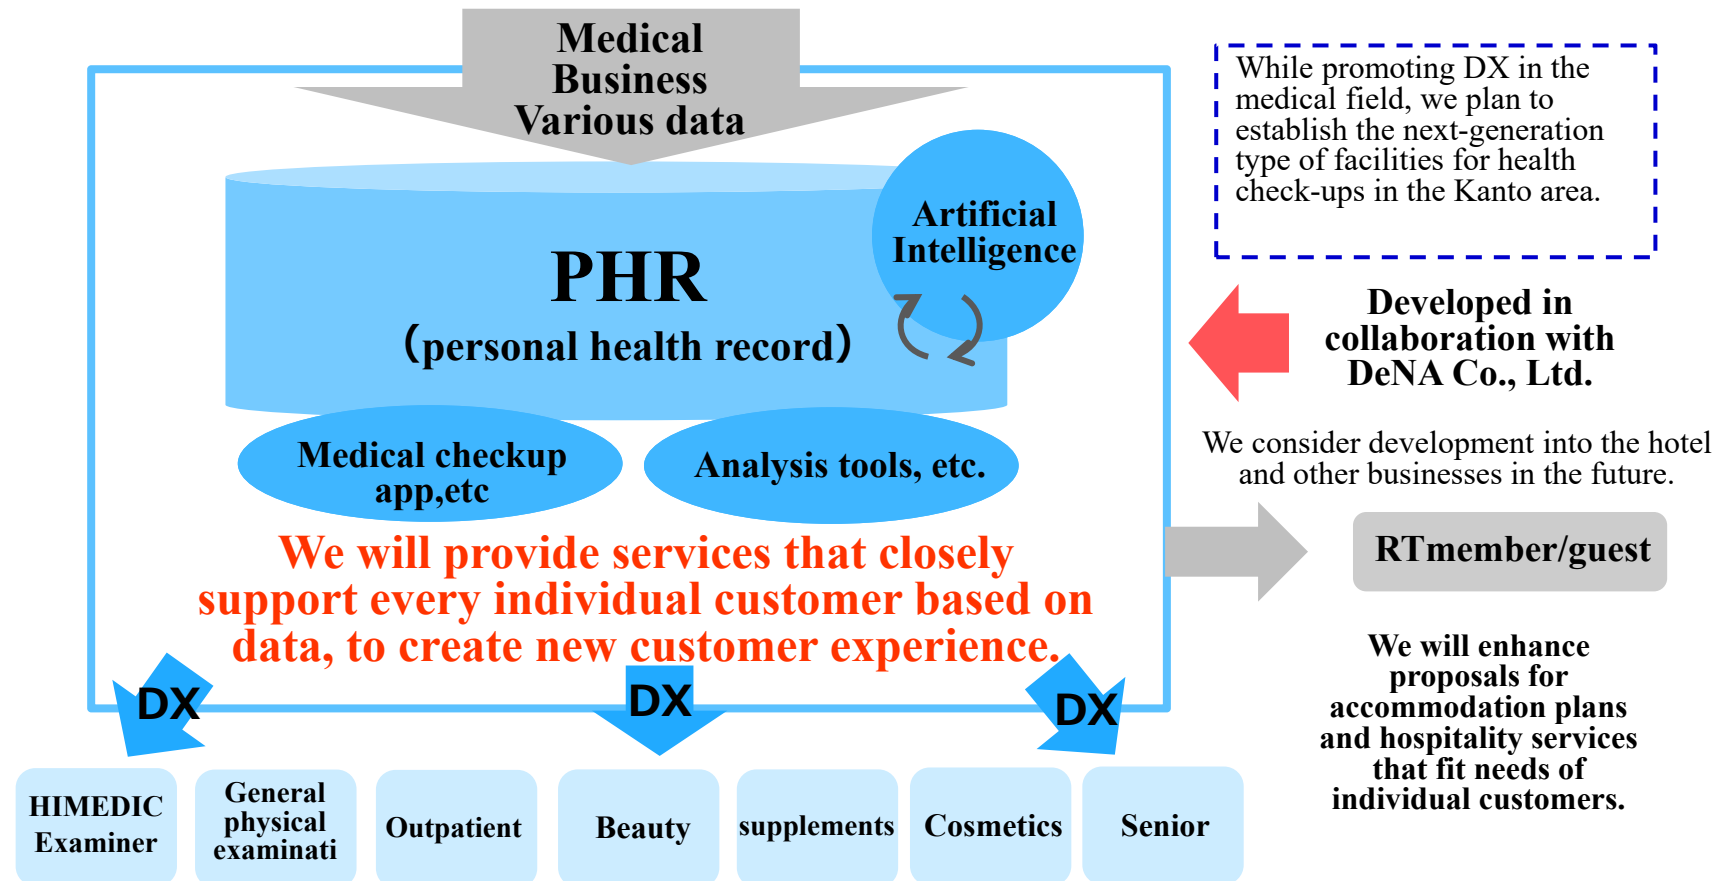 Medical
Business
Various data
While promoting DX in the
medical field, we plan to
establish the next-generation
type of facilities for health
check-ups in the Kanto area.
Artificial
Intelligence
PHR
（personal health record）
Developed in
collaboration with
DeNA Co., Ltd.
Medical checkup
app,etc
Analysis tools, etc.
We consider development into the hotel
and other businesses in the future.
RTmember/guest
We will provide services that closely
support every individual customer based on
data, to create new customer experience.
We will enhance
proposals for
accommodation plans
and hospitality services
that fit needs of
individual customers.
DX
DX
DX
HIMEDIC
Examiner
General
physical
examinati
Outpatient
Beauty
supplements
Cosmetics
Senior